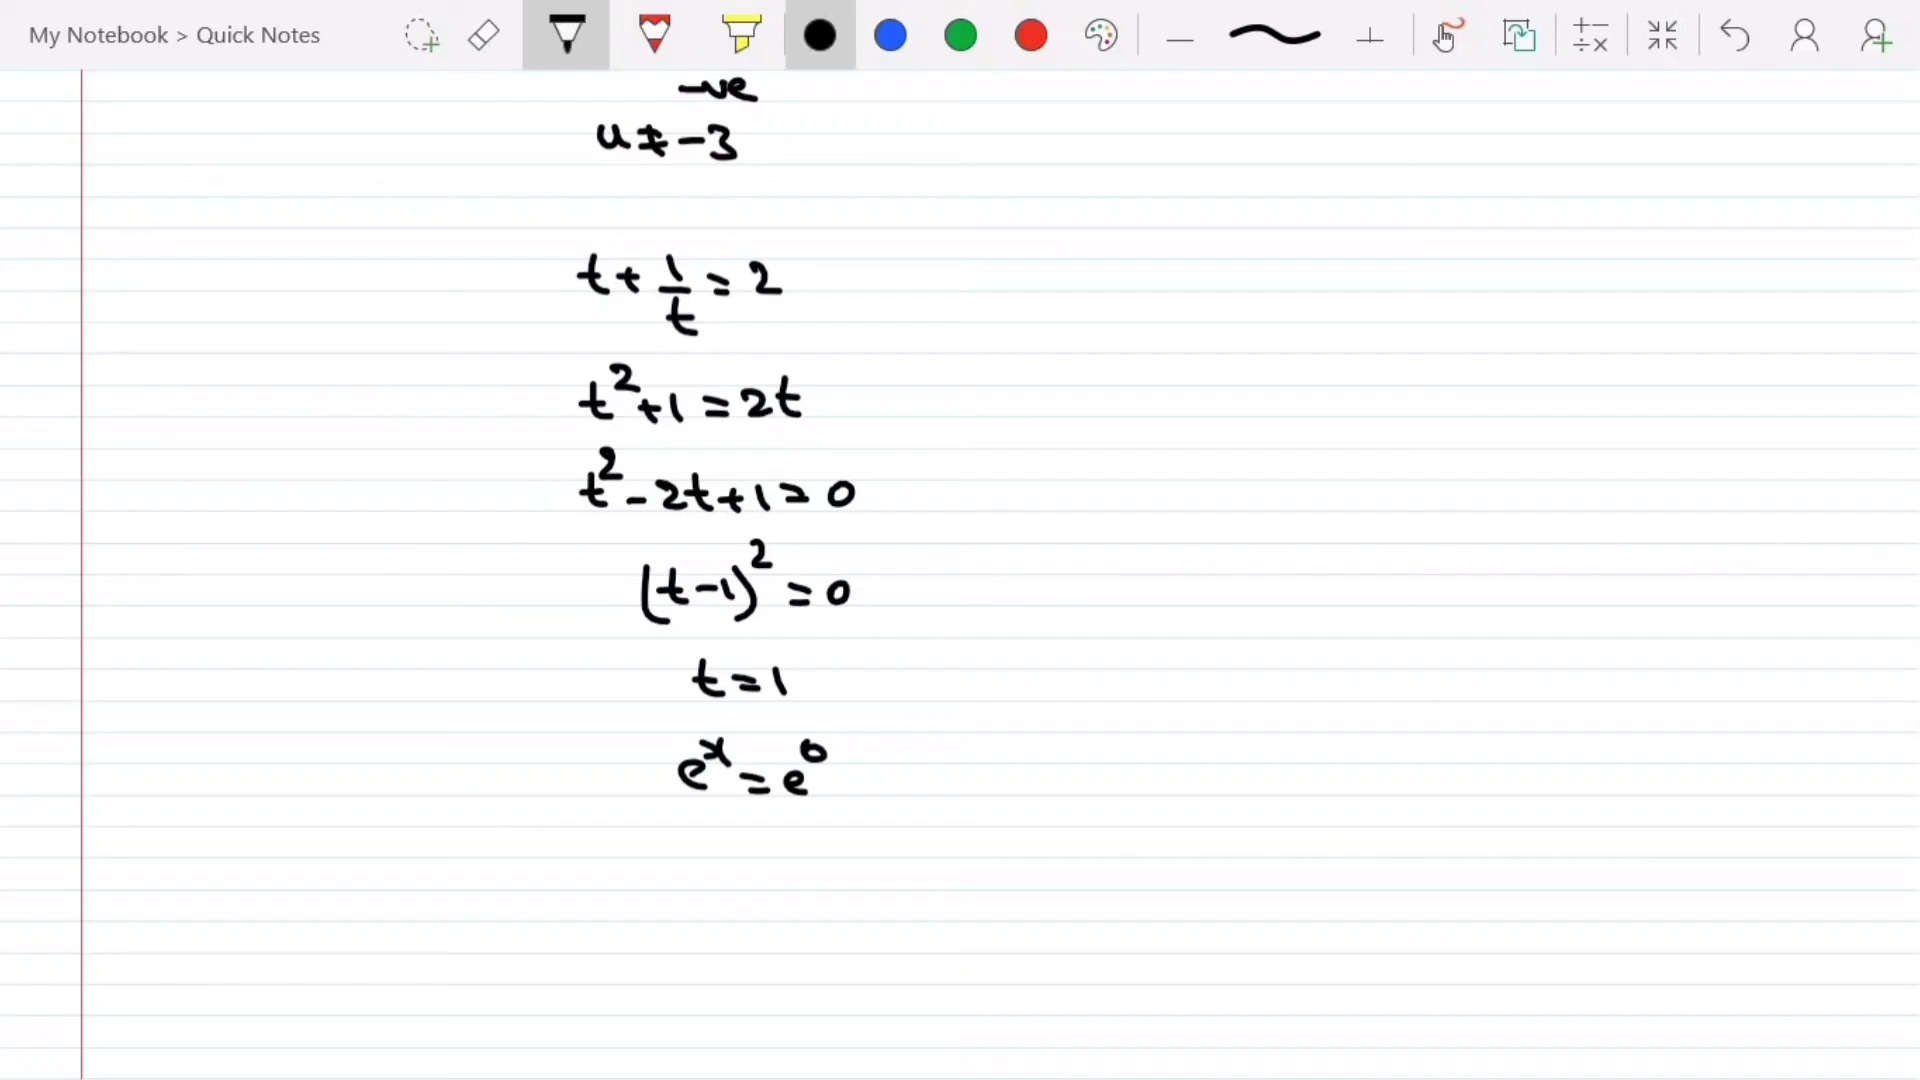 My Notebook > Quick Notes
-ve
u ≠ -3
t + 1/t = 2
t² + 1 = 2t
t² - 2t + 1 = 0
(t - 1)² = 0
t = 1
eˣ = e⁰